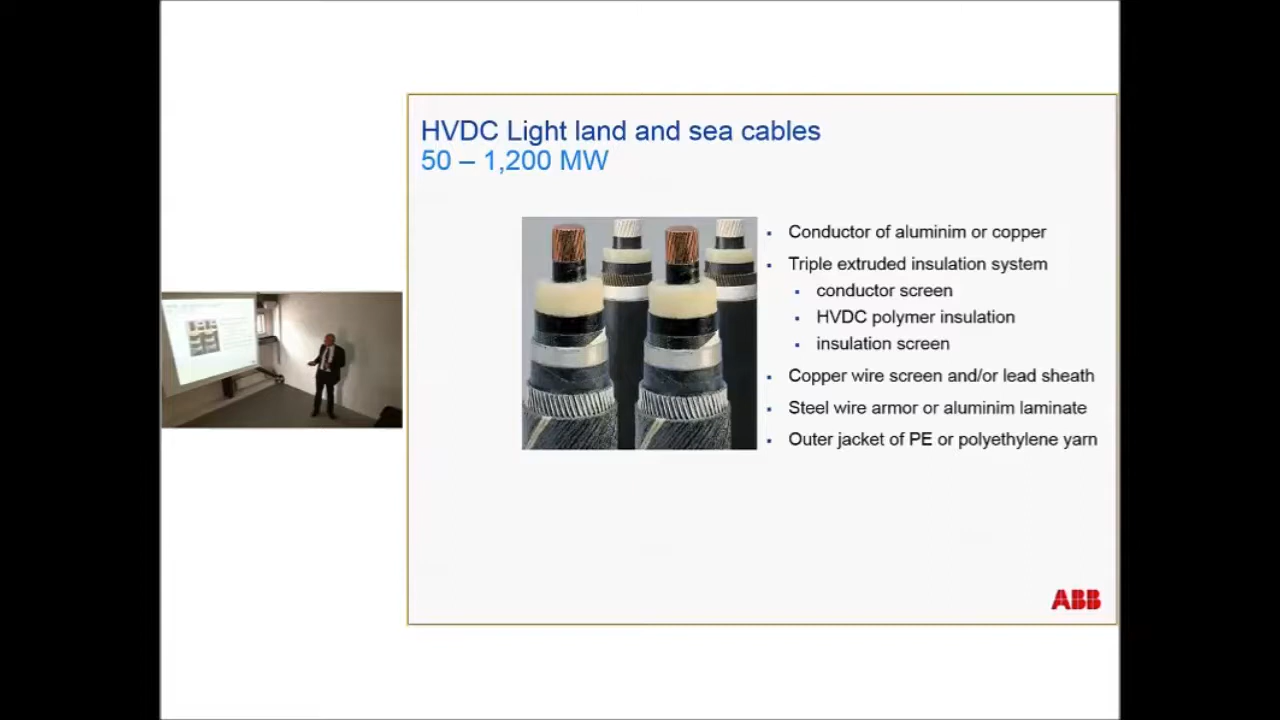 HVDC Light land and sea cables
50 – 1,200 MW
Conductor of aluminim or copper
Triple extruded insulation system
conductor screen
HVDC polymer insulation
insulation screen
Copper wire screen and/or lead sheath
Steel wire armor or aluminim laminate
Outer jacket of PE or polyethylene yarn
ABB